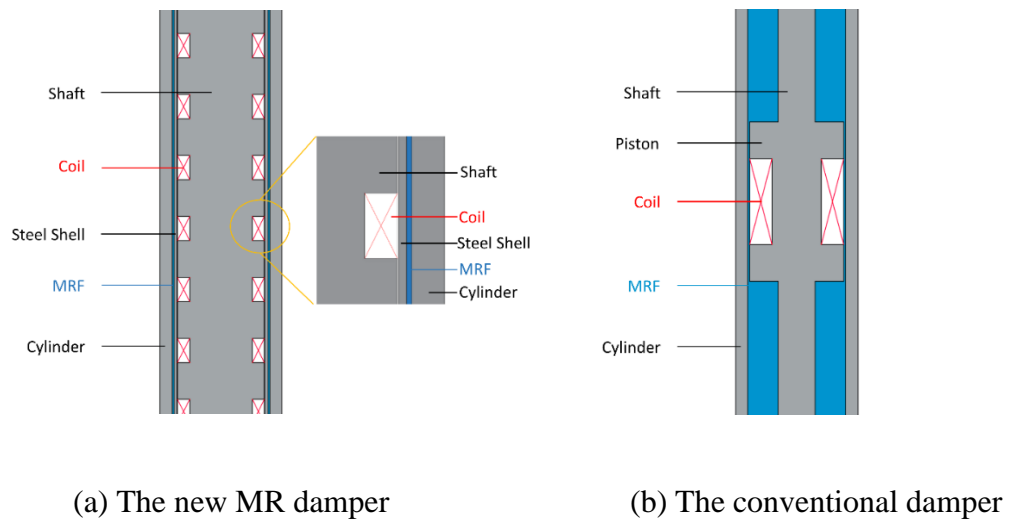 Shaft
Coil
Steel Shell
MRF
Cylinder
Shaft
Coil
Steel Shell
MRF
Cylinder
Shaft
Piston
Coil
MRF
Cylinder
(a) The new MR damper
(b) The conventional damper